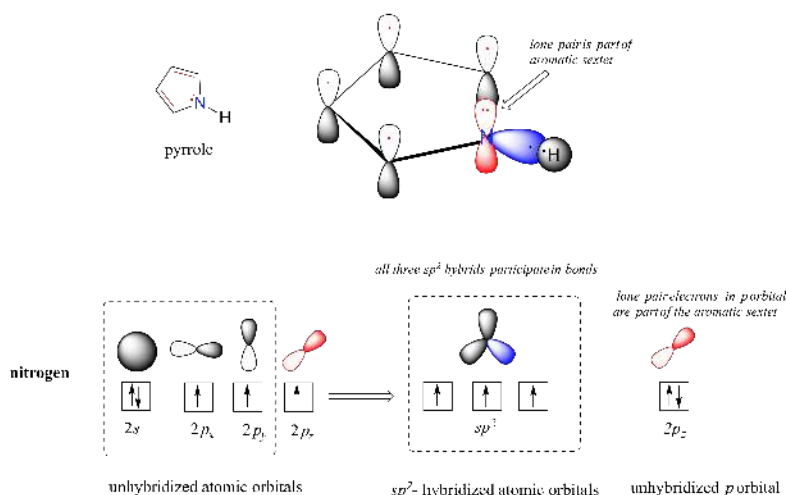 lone pair is part of
aromatic sextet
N
H
H
pyrrole
all three sp² hybrids participate in bonds
lone pair-electrons in p orbital
are part of the aromatic sextet
nitrogen
2s
2pₓ
2pᵧ
2p_z
sp²
2p_z
unhybridized atomic orbitals
sp²- hybridized atomic orbitals
unhybridized p orbital